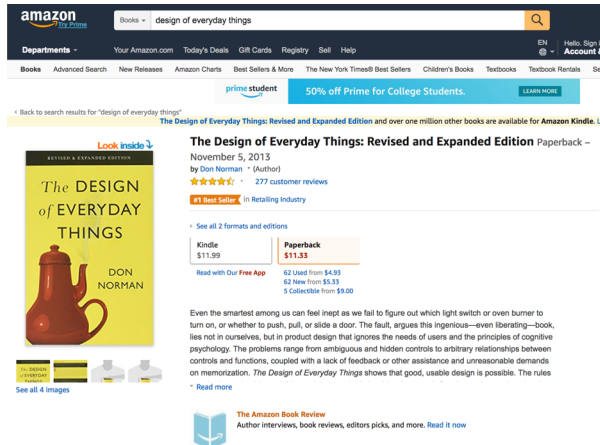 amazon
Try Prime
Books
design of everyday things
Departments
Your Amazon.com Today's Deals Gift Cards Registry Sell Help
EN
Hello. Sign
Account &
Books Advanced Search New Releases Amazon Charts Best Sellers & More The New York Times® Best Sellers Children's Books Textbooks Textbook Rentals
prime student
50% off Prime for College Students.
LEARN MORE
‹ Back to search results for "design of everyday things"
The Design of Everyday Things: Revised and Expanded Edition and over one million other books are available for Amazon Kindle.
Look inside
REVISED & EXPANDED EDITION
The DESIGN
of EVERYDAY
THINGS
DON
NORMAN
See all 4 images
The Design of Everyday Things: Revised and Expanded Edition Paperback –
November 5, 2013
by Don Norman (Author)
277 customer reviews
#1 Best Seller in Retailing Industry
› See all 2 formats and editions
Kindle
$11.99
Paperback
$11.33
Read with Our Free App
62 Used from $4.93
62 New from $5.33
5 Collectible from $9.00
Even the smartest among us can feel inept as we fail to figure out which light switch or oven burner to
turn on, or whether to push, pull, or slide a door. The fault, argues this ingenious—even liberating—book,
lies not in ourselves, but in product design that ignores the needs of users and the principles of cognitive
psychology. The problems range from ambiguous and hidden controls to arbitrary relationships between
controls and functions, coupled with a lack of feedback or other assistance and unreasonable demands
on memorization. The Design of Everyday Things shows that good, usable design is possible. The rules
Read more
The Amazon Book Review
Author interviews, book reviews, editors picks, and more. Read it now